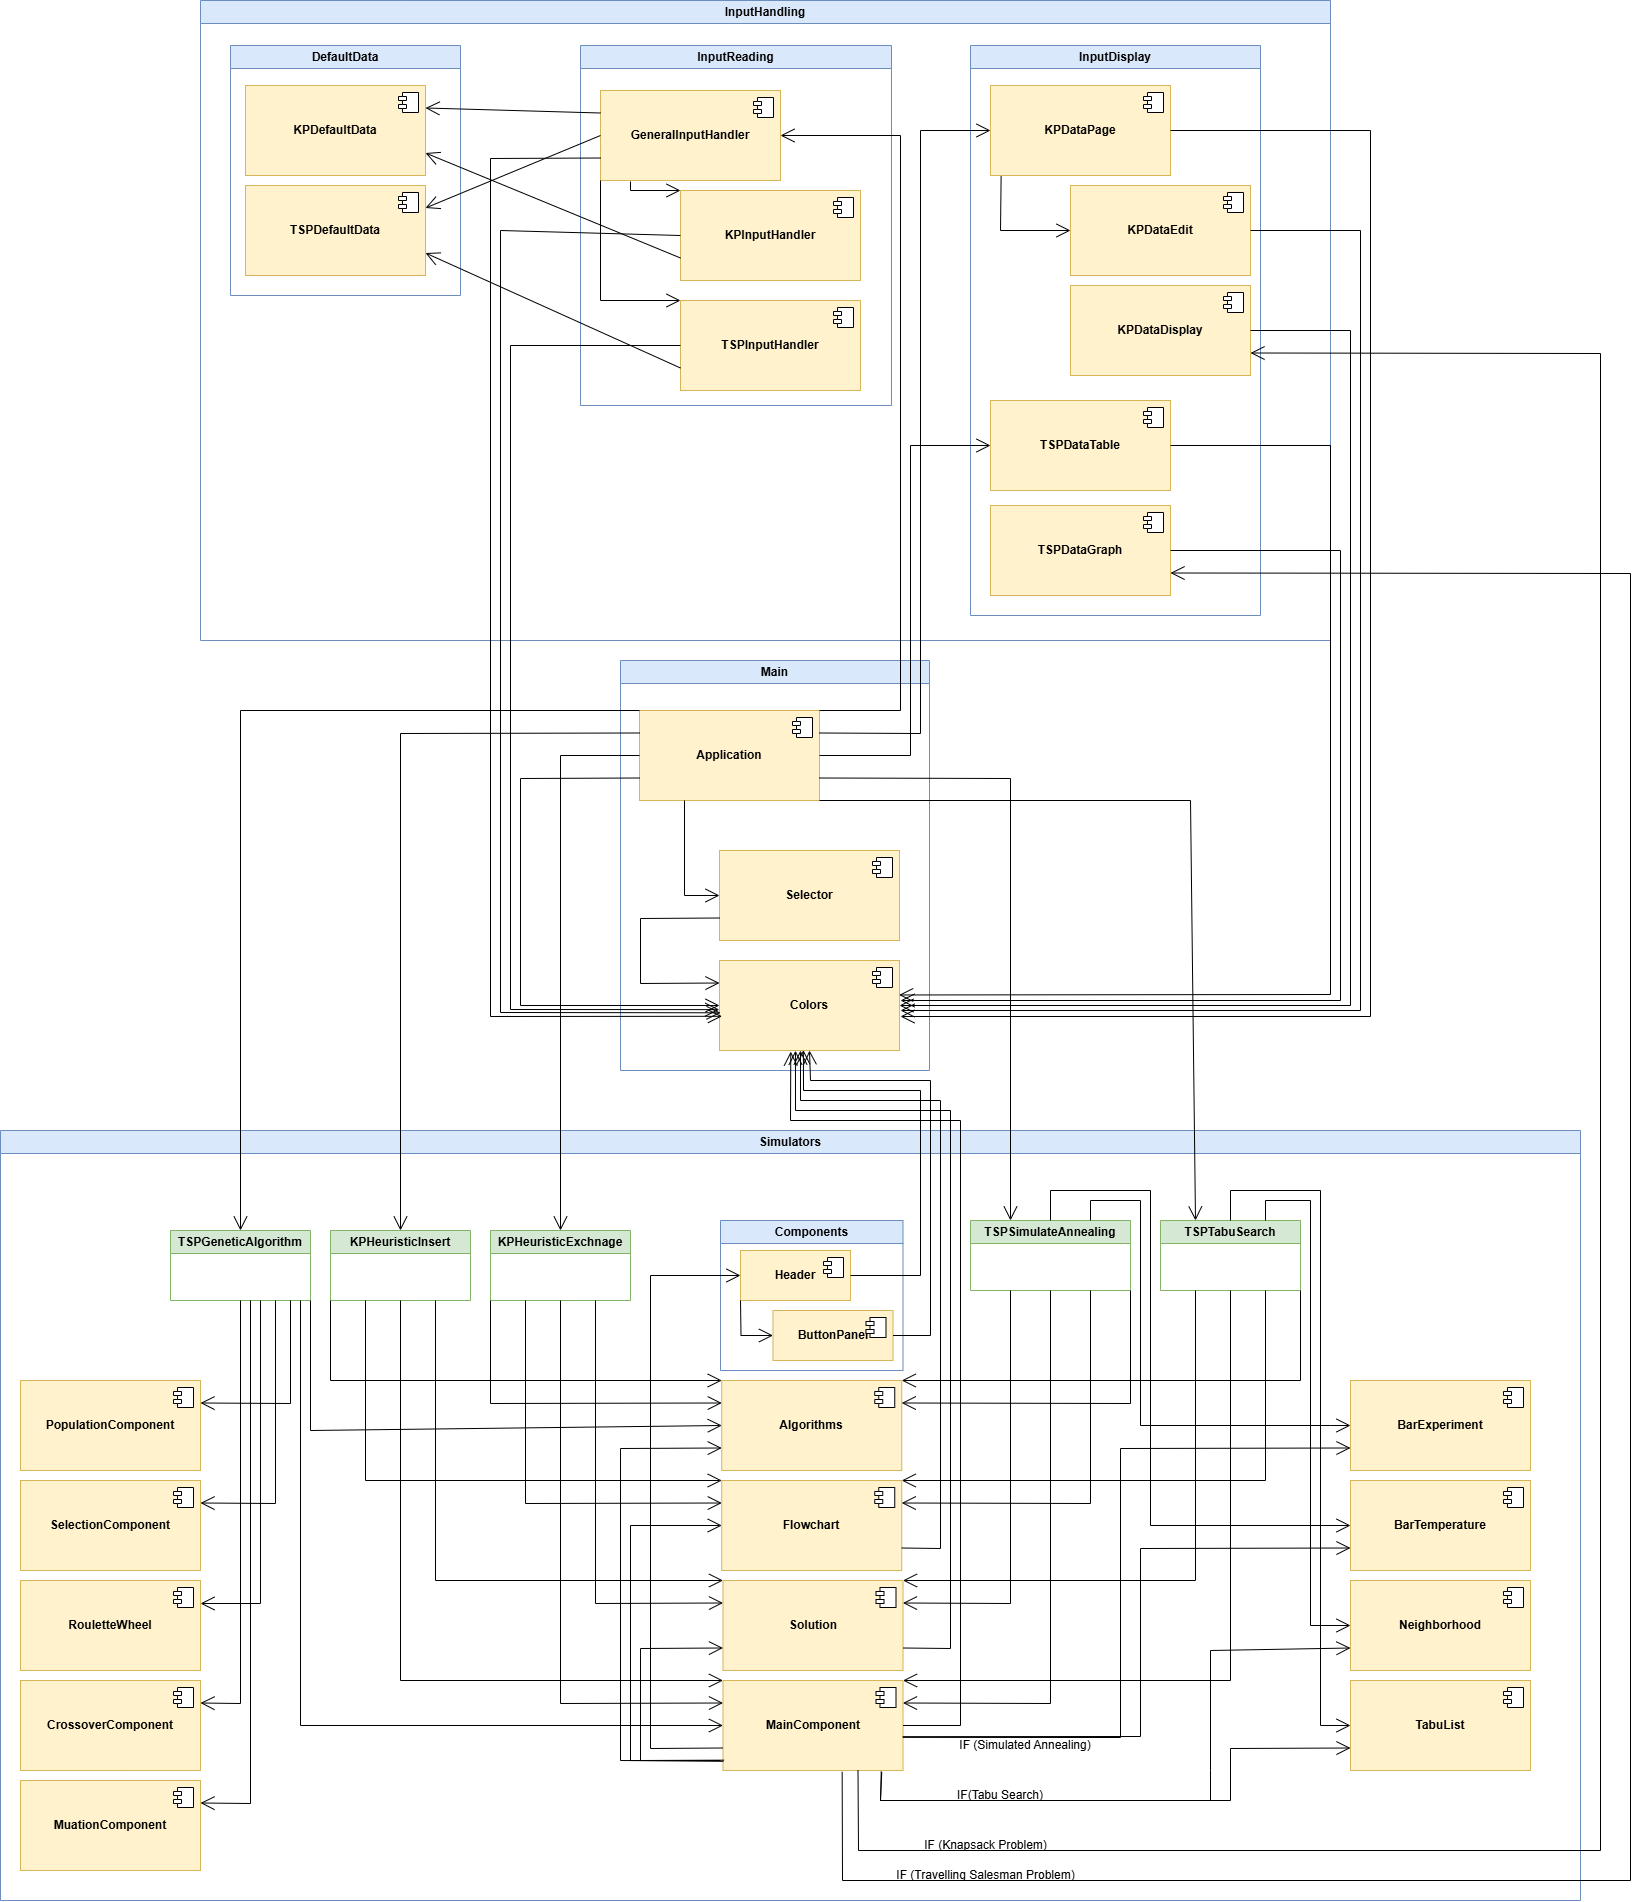 InputHandling
DefaultData
InputReading
InputDisplay
KPDefaultData
GeneralInputHandler
KPDataPage
TSPDefaultData
KPInputHandler
KPDataEdit
TSPInputHandler
KPDataDisplay
TSPDataTable
TSPDataGraph
Main
Application
Selector
Colors
Simulators
TSPGeneticAlgorithm
KPHeuristicInsert
KPHeuristicExchnage
Components
TSPSimulateAnnealing
TSPTabuSearch
Header
ButtonPanel
PopulationComponent
Algorithms
BarExperiment
SelectionComponent
Flowchart
BarTemperature
RouletteWheel
Solution
Neighborhood
CrossoverComponent
MainComponent
TabuList
IF (Simulated Annealing)
IF(Tabu Search)
MuationComponent
IF (Knapsack Problem)
IF (Travelling Salesman Problem)